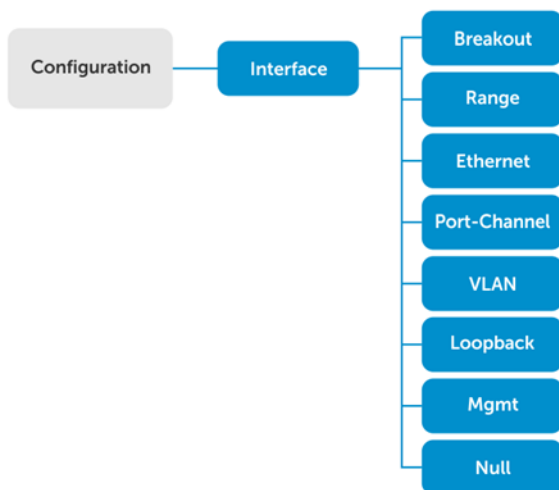 Configuration
Interface
Breakout
Range
Ethernet
Port-Channel
VLAN
Loopback
Mgmt
Null